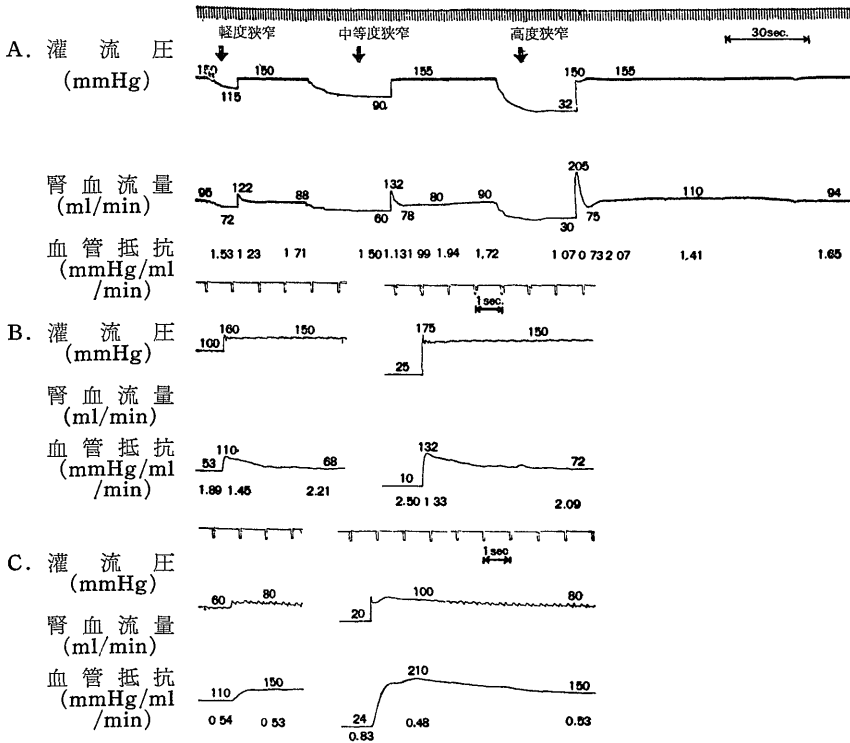 軽度狭窄 中等度狭窄 高度狭窄 30sec.
A. 灌流圧
(mmHg)
150 150 155 150 155
115 90 32
腎血流量
(ml/min)
95 122 88 132 80 90 205 110 94
72 60 78 30 75
血管抵抗
(mmHg/ml
/min)
1.53 1 23 1 71 1 50 1.13 1 99 1.94 1.72 1 07 0 73 2 07 1.41 1.65
1 sec.
B. 灌流圧
(mmHg)
160 150 175 150
100 25
腎血流量
(ml/min)
血管抵抗
(mmHg/ml
/min)
110 132
53 68 10 72
1.89 1.45 2.21 2.50 1 33 2.09
1 sec
C. 灌流圧
(mmHg)
60 80 100 80
20
腎血流量
(ml/min)
血管抵抗
(mmHg/ml
/min)
150 210 150
110 24
0 54 0 53 0.83 0.48 0.53